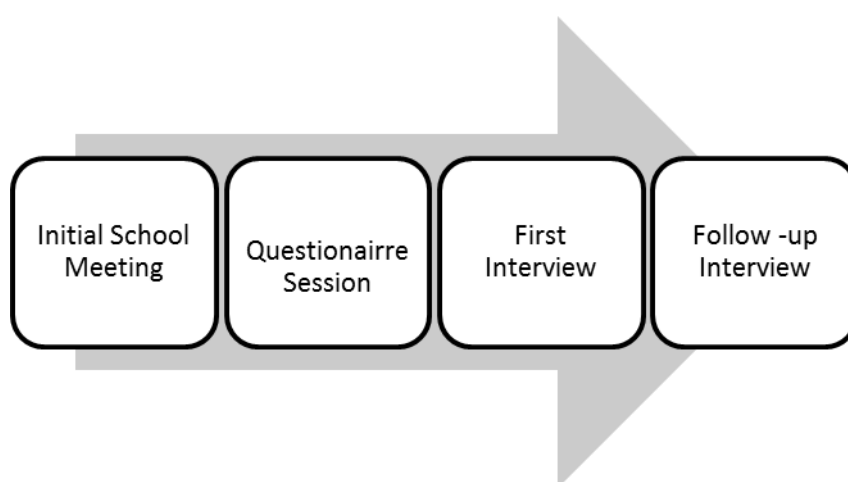 Initial School
Meeting
Questionairre
Session
First
Interview
Follow -up
Interview